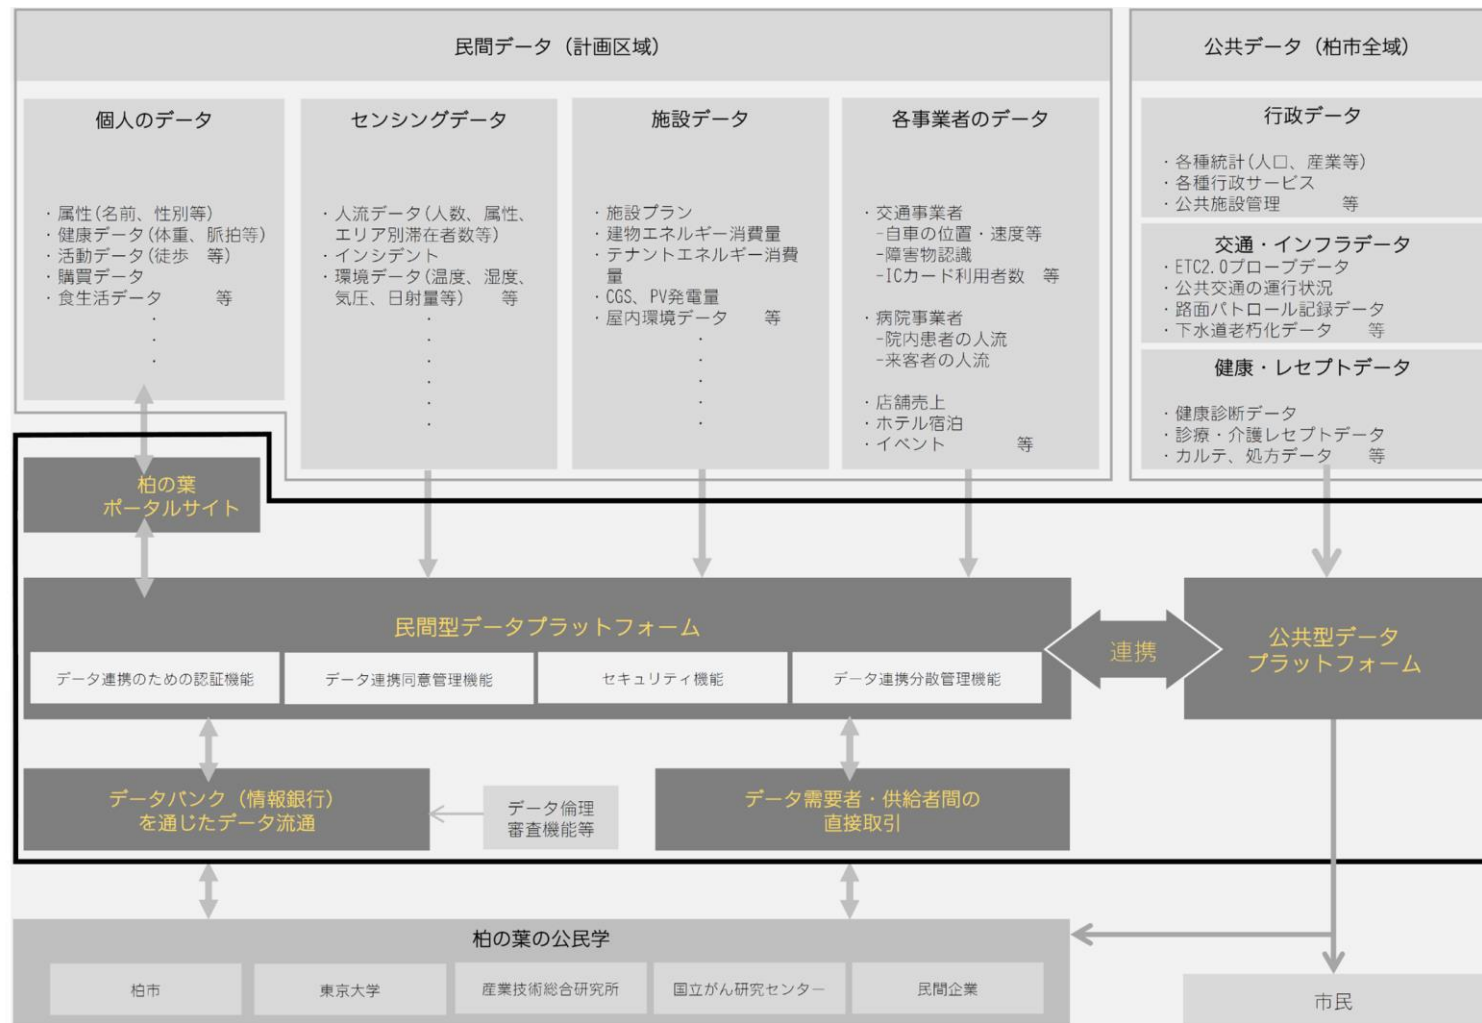 民間データ（計画区域）
公共データ（柏市全域）
個人のデータ
・属性(名前、性別等)
・健康データ(体重、脈拍等)
・活動データ(徒歩　等)
・購買データ
・食生活データ　　等
・
・
・
センシングデータ
・人流データ(人数、属性、
エリア別滞在者数等)
・インシデント
・環境データ(温度、湿度、
気圧、日射量等)　　等
・
・
・
・
・
・
施設データ
・施設プラン
・建物エネルギー消費量
・テナントエネルギー消費
量
・CGS、PV発電量
・屋内環境データ　　等
・
・
・
・
・
各事業者のデータ
・交通事業者
-自車の位置・速度等
-障害物認識
-ICカード利用者数　等
・病院事業者
-院内患者の人流
-来客者の人流
・店舗売上
・ホテル宿泊
・イベント　　　　等
行政データ
・各種統計(人口、産業等)
・各種行政サービス
・公共施設管理　　　等
交通・インフラデータ
・ETC2.0プローブデータ
・公共交通の運行状況
・路面パトロール記録データ
・下水道老朽化データ　　等
健康・レセプトデータ
・健康診断データ
・診療・介護レセプトデータ
・カルテ、処方データ　　等
柏の葉
ポータルサイト
民間型データプラットフォーム
データ連携のための認証機能
データ連携同意管理機能
セキュリティ機能
データ連携分散管理機能
連携
公共型データ
プラットフォーム
データバンク（情報銀行）
を通じたデータ流通
データ倫理
審査機能等
データ需要者・供給者間の
直接取引
柏の葉の公民学
柏市
東京大学
産業技術総合研究所
国立がん研究センター
民間企業
市民